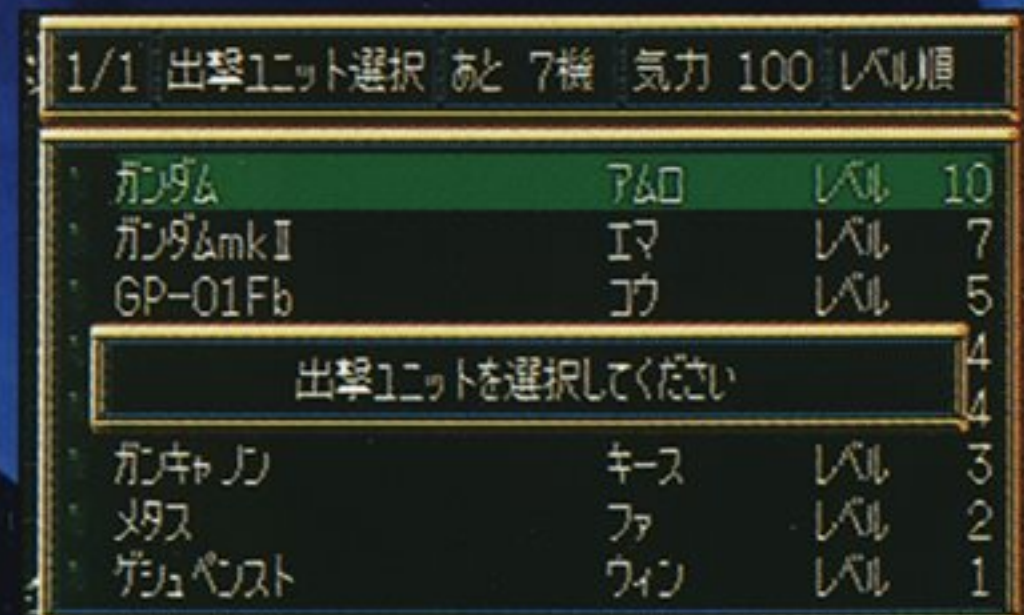 1/1 出撃ユニット選択 あと 7機 気力 100 レベル順
ガンダム アムロ レベル 10
ガンダムmkⅡ エマ レベル 7
GP-01Fb コウ レベル 5
4
出撃ユニットを選択してください
4
ガンキャノン キース レベル 3
メタス ファ レベル 2
ゲシュペンスト ウィン レベル 1